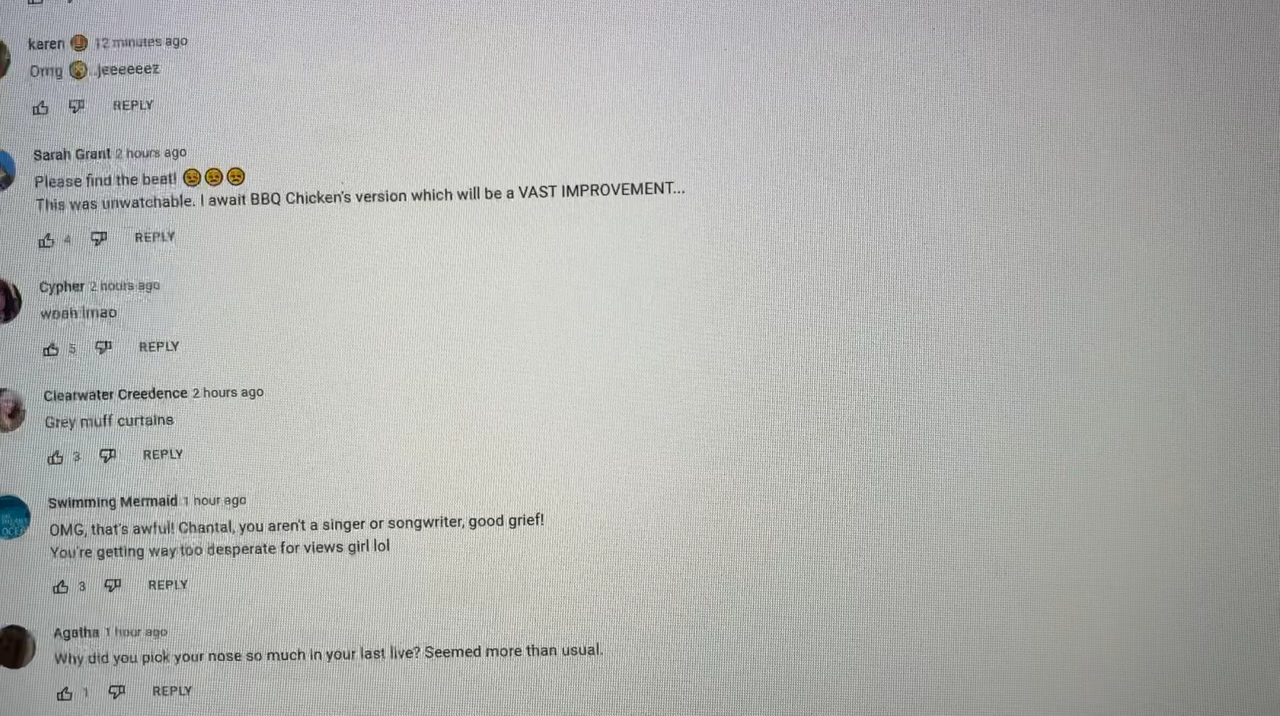 karen 12 minutes ago
Omg ..jeeeeeez
REPLY
Sarah Grant 2 hours ago
Please find the beat!
This was unwatchable. I await BBQ Chicken's version which will be a VAST IMPROVEMENT...
4 REPLY
Cypher 2 hours ago
woah lmao
5 REPLY
Clearwater Creedence 2 hours ago
Grey muff curtains
3 REPLY
Swimming Mermaid 1 hour ago
OMG, that's awful! Chantal, you aren't a singer or songwriter, good grief!
You're getting way too desperate for views girl lol
3 REPLY
Agatha 1 hour ago
Why did you pick your nose so much in your last live? Seemed more than usual.
1 REPLY